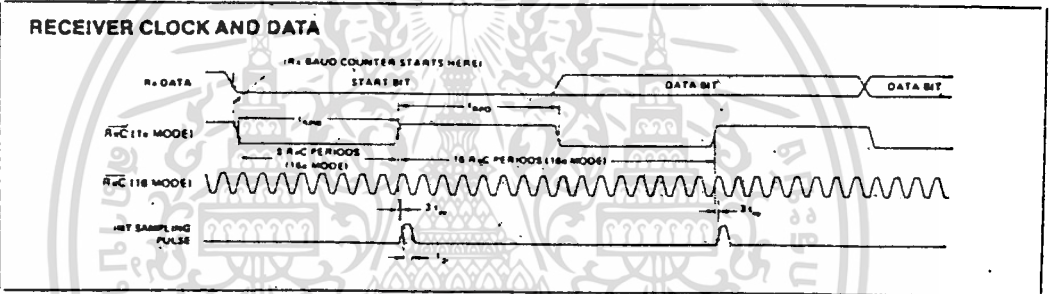 RECEIVER CLOCK AND DATA
(Rx BAUD COUNTER STARTS HERE)
Rx DATA
START BIT
DATA BIT
DATA BIT
RxC (1x MODE)
8 RxC PERIODS
(16x MODE)
16 RxC PERIODS (16x MODE)
RxC (16 MODE)
SAMPLING
PULSE